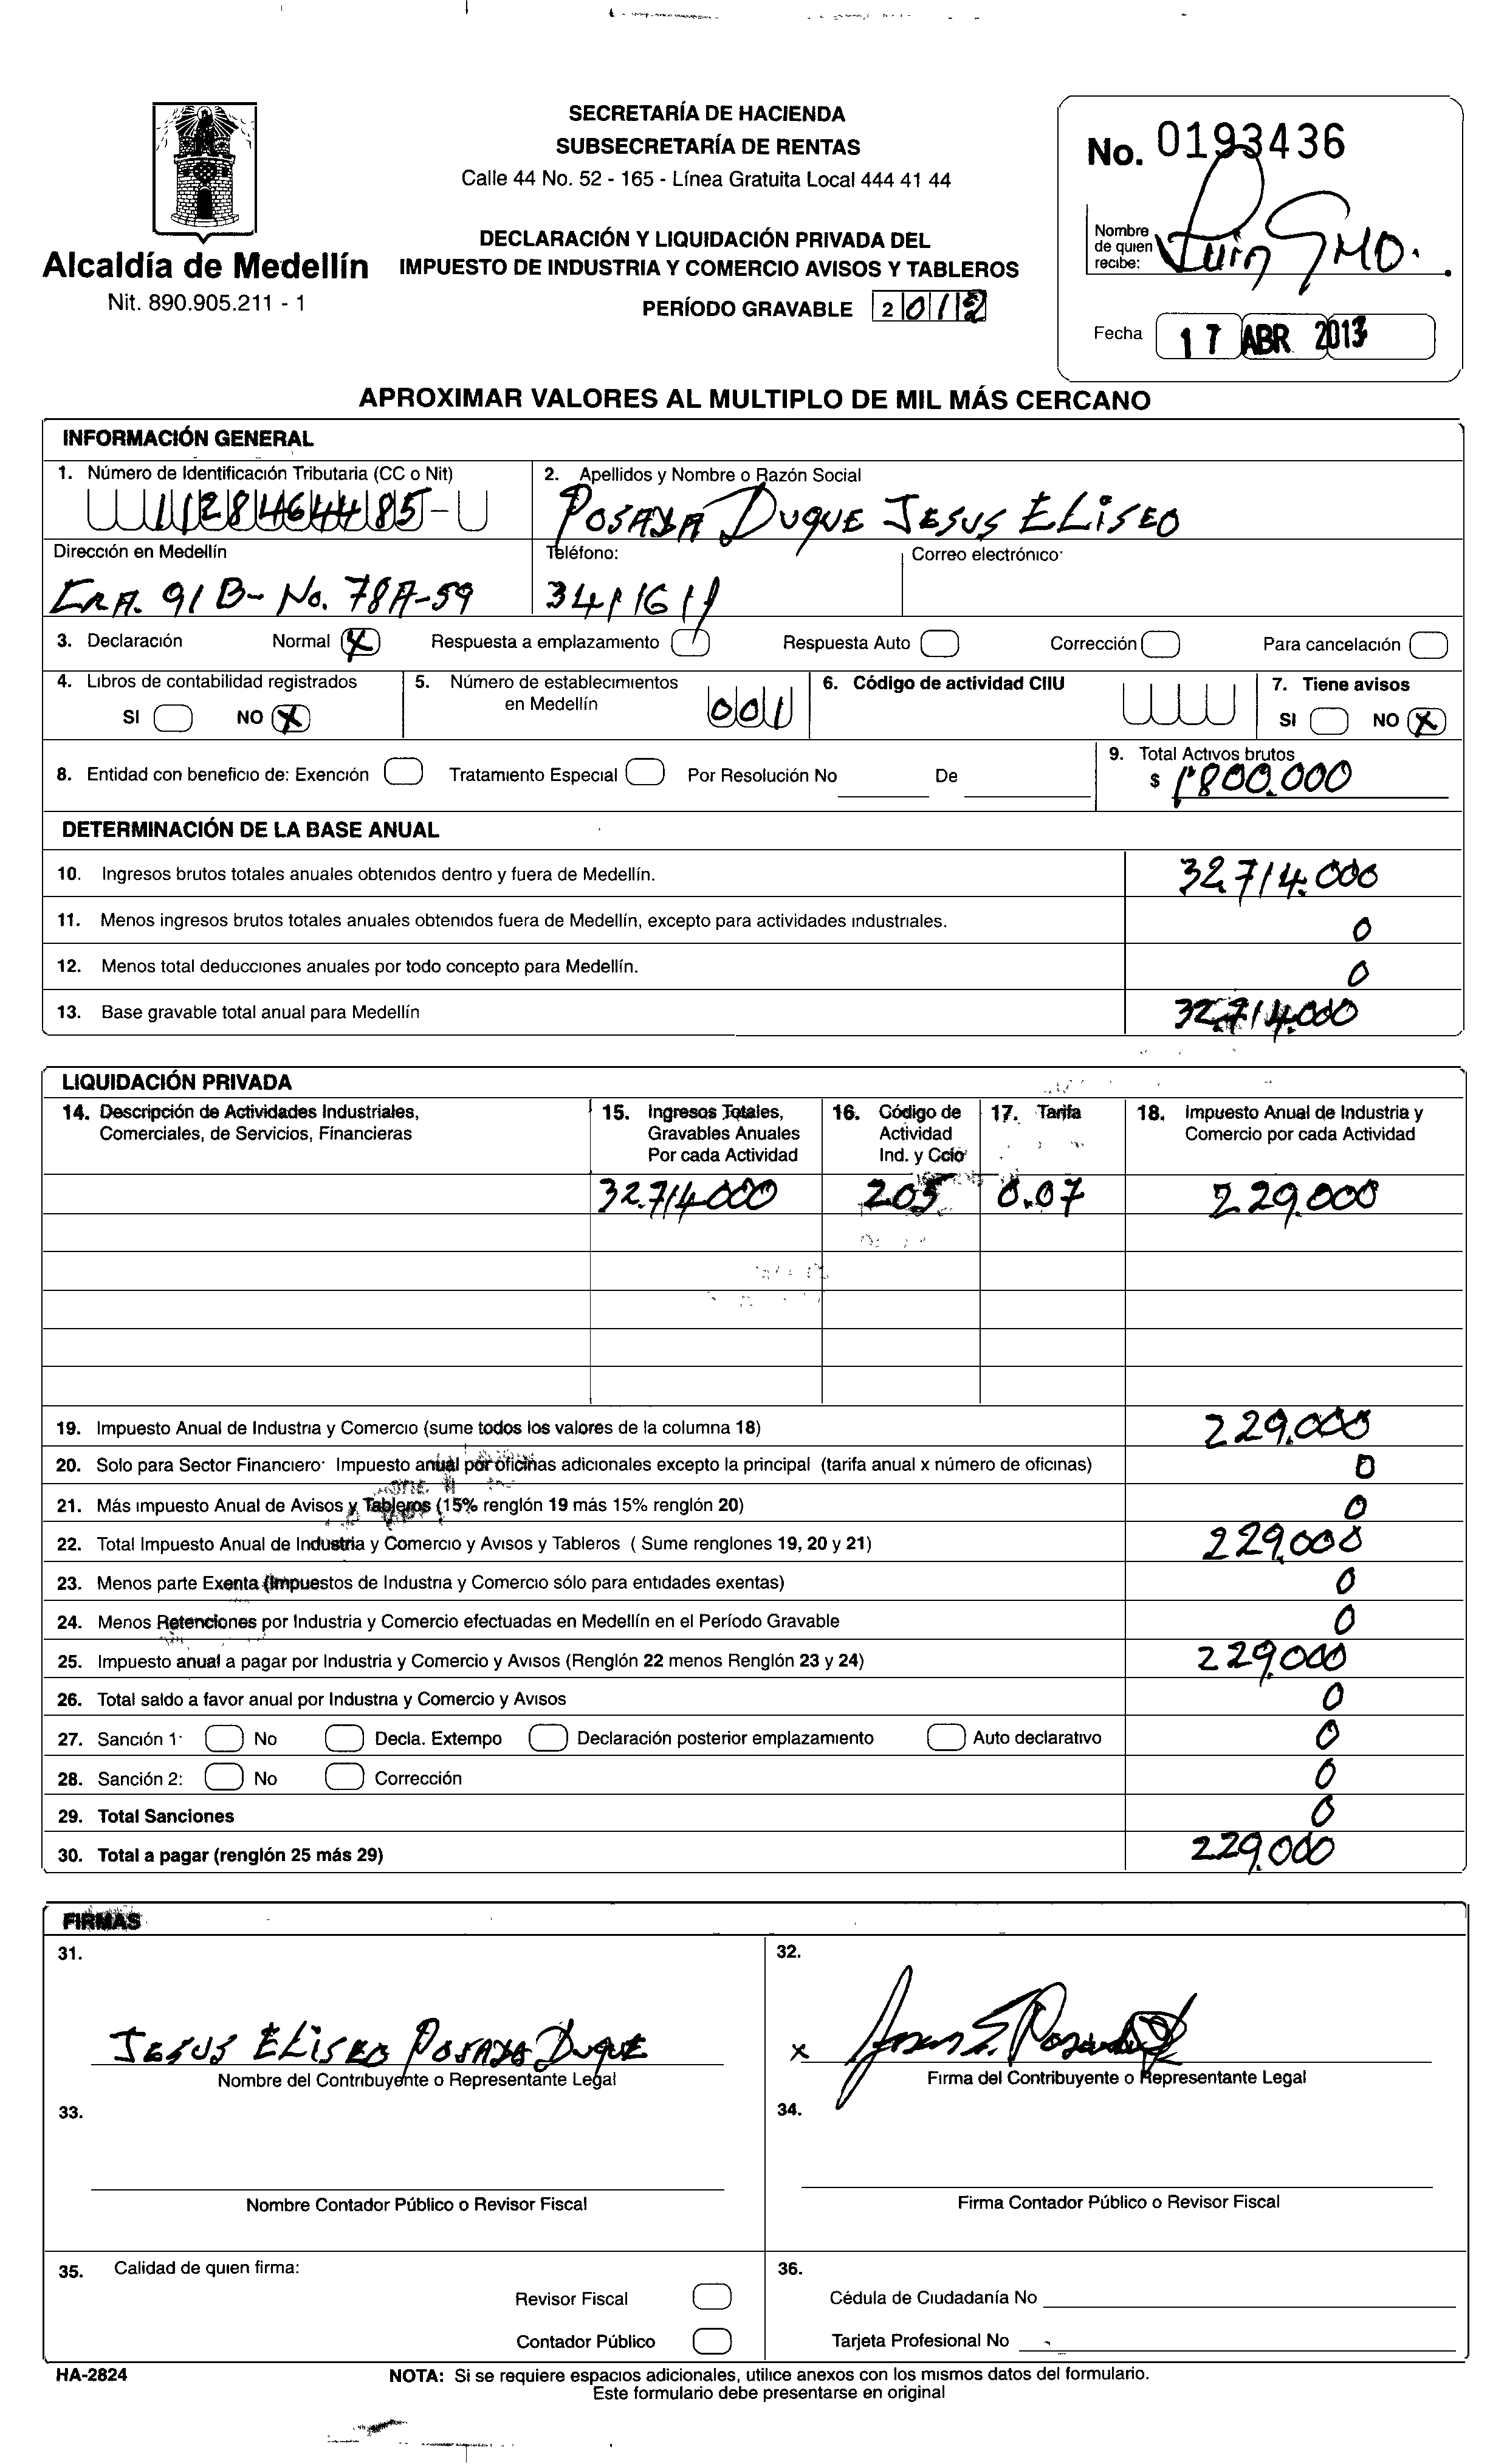 SECRETARÍA DE HACIENDA
SUBSECRETARÍA DE RENTAS
Calle 44 No. 52 - 165 - Línea Gratuita Local 444 41 44
Alcaldía de Medellín
Nit. 890.905.211 - 1
DECLARACIÓN Y LIQUIDACIÓN PRIVADA DEL
IMPUESTO DE INDUSTRIA Y COMERCIO AVISOS Y TABLEROS
PERÍODO GRAVABLE 2012
No. 0193436
Nombre de quien recibe:
Fecha 17 ABR 2013
APROXIMAR VALORES AL MULTIPLO DE MIL MÁS CERCANO
INFORMACIÓN GENERAL
1. Número de Identificación Tributaria (CC o Nit)
1128464485-
2. Apellidos y Nombre o Razón Social
POSADA DUQUE JESUS ELISEO
Dirección en Medellín
CRA. 91B- No. 78A-59
Teléfono:
3411611
Correo electrónico:
3. Declaración Normal X Respuesta a emplazamiento Respuesta Auto Corrección Para cancelación
4. Libros de contabilidad registrados
SI NO X
5. Número de establecimientos
en Medellín 001
6. Código de actividad CIIU
7. Tiene avisos
SI NO X
8. Entidad con beneficio de: Exención Tratamiento Especial Por Resolución No De
9. Total Activos brutos
$ 1'800.000
DETERMINACIÓN DE LA BASE ANUAL
10. Ingresos brutos totales anuales obtenidos dentro y fuera de Medellín. 32.714.000
11. Menos ingresos brutos totales anuales obtenidos fuera de Medellín, excepto para actividades industriales. 0
12. Menos total deducciones anuales por todo concepto para Medellín. 0
13. Base gravable total anual para Medellín 32.714.000
LIQUIDACIÓN PRIVADA
14. Descripción de Actividades Industriales,
Comerciales, de Servicios, Financieras
15. Ingresos Totales,
Gravables Anuales
Por cada Actividad
16. Código de
Actividad
Ind. y Ccio
17. Tarifa
18. Impuesto Anual de Industria y
Comercio por cada Actividad
32.714.000 205 0.07 229.000
19. Impuesto Anual de Industria y Comercio (sume todos los valores de la columna 18) 229.000
20. Solo para Sector Financiero: Impuesto anual por oficinas adicionales excepto la principal (tarifa anual x número de oficinas) 0
21. Más impuesto Anual de Avisos y Tableros (15% renglón 19 más 15% renglón 20) 0
22. Total Impuesto Anual de Industria y Comercio y Avisos y Tableros ( Sume renglones 19, 20 y 21) 229.000
23. Menos parte Exenta (Impuestos de Industria y Comercio sólo para entidades exentas) 0
24. Menos Retenciones por Industria y Comercio efectuadas en Medellín en el Período Gravable 0
25. Impuesto anual a pagar por Industria y Comercio y Avisos (Renglón 22 menos Renglón 23 y 24) 229.000
26. Total saldo a favor anual por Industria y Comercio y Avisos 0
27. Sanción 1: No Decla. Extempo Declaración posterior emplazamiento Auto declarativo 0
28. Sanción 2: No Corrección 0
29. Total Sanciones 0
30. Total a pagar (renglón 25 más 29) 229.000
FIRMAS
31.
JESUS ELISEO POSADA DUQUE
Nombre del Contribuyente o Representante Legal
32.
x
Firma del Contribuyente o Representante Legal
33.
Nombre Contador Público o Revisor Fiscal
34.
Firma Contador Público o Revisor Fiscal
35. Calidad de quien firma:
Revisor Fiscal
Contador Público
36.
Cédula de Ciudadanía No
Tarjeta Profesional No
HA-2824
NOTA: Si se requiere espacios adicionales, utilice anexos con los mismos datos del formulario.
Este formulario debe presentarse en original